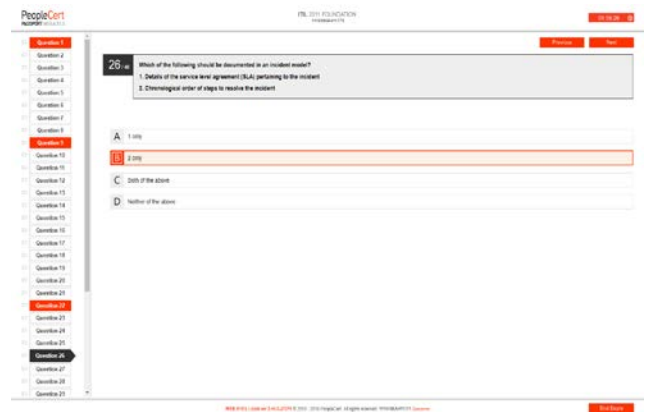 PeopleCert
ITIL 2011 FOUNDATION
Previous
Next
Question 1
Question 2
Question 3
Question 4
Question 5
Question 6
Question 7
Question 8
Question 9
Question 10
Question 11
Question 12
Question 13
Question 14
Question 15
Question 16
Question 17
Question 18
Question 19
Question 20
Question 21
Question 22
Question 23
Question 24
Question 25
Question 26
Question 27
Question 28
Question 29
26
Which of the following should be documented in an incident model?
1. Details of the service level agreement (SLA) pertaining to the incident
2. Chronological order of steps to resolve the incident
A 1 only
B 2 only
C Both of the above
D Neither of the above
End Exam